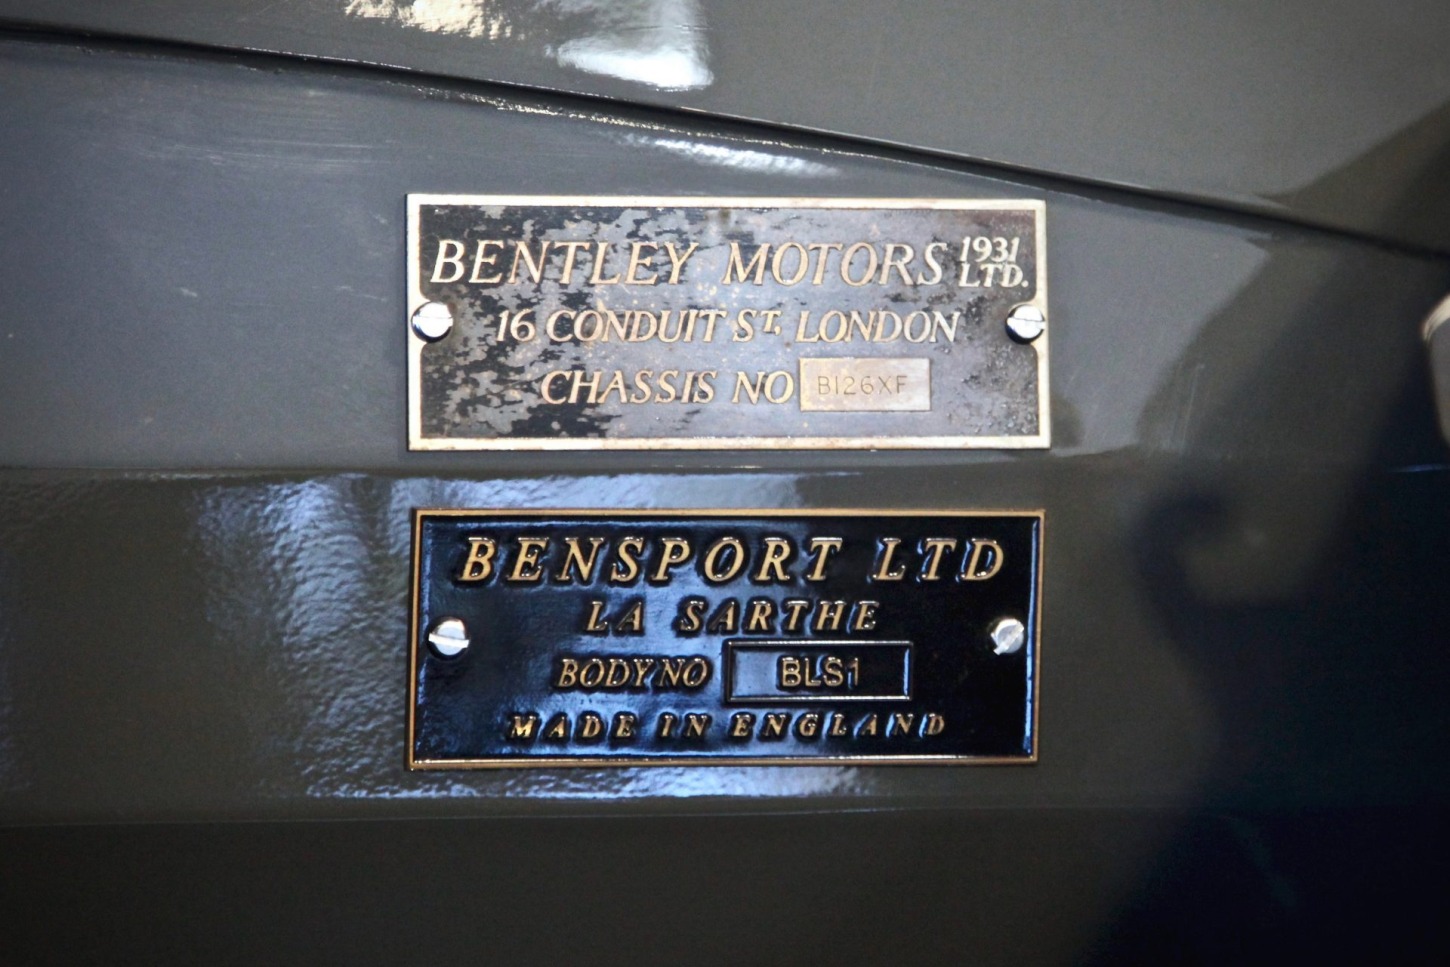 BENTLEY MOTORS 1931 LTD.
16 CONDUIT ST. LONDON
CHASSIS NO B126XF
BENSPORT LTD
LA SARTHE
BODY NO BLS1
MADE IN ENGLAND